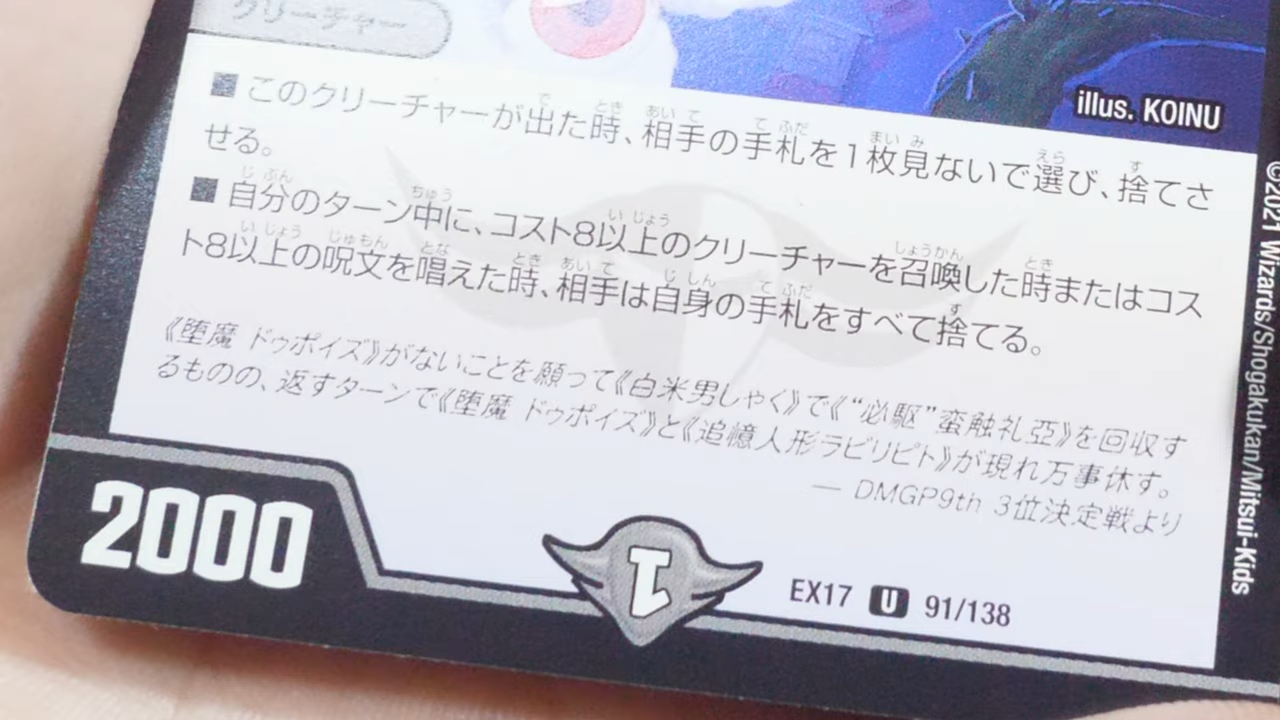 クリーチャー
illus. KOINU
■このクリーチャーが出た時、相手の手札を1枚見ないで選び、捨てさ
せる。
■自分のターン中に、コスト8以上のクリーチャーを召喚した時またはコス
ト8以上の呪文を唱えた時、相手は自身の手札をすべて捨てる。
《堕魔 ドゥポイズ》がないことを願って《白米男しゃく》で《“必駆”蛮触礼亞》を回収す
るものの、返すターンで《堕魔 ドゥポイズ》と《追憶人形ラビリピト》が現れ万事休す。
— DMGP9th 3位決定戦より
2000
1
EX17 U 91/138
©2021 Wizards/Shogakukan/Mitsui-Kids